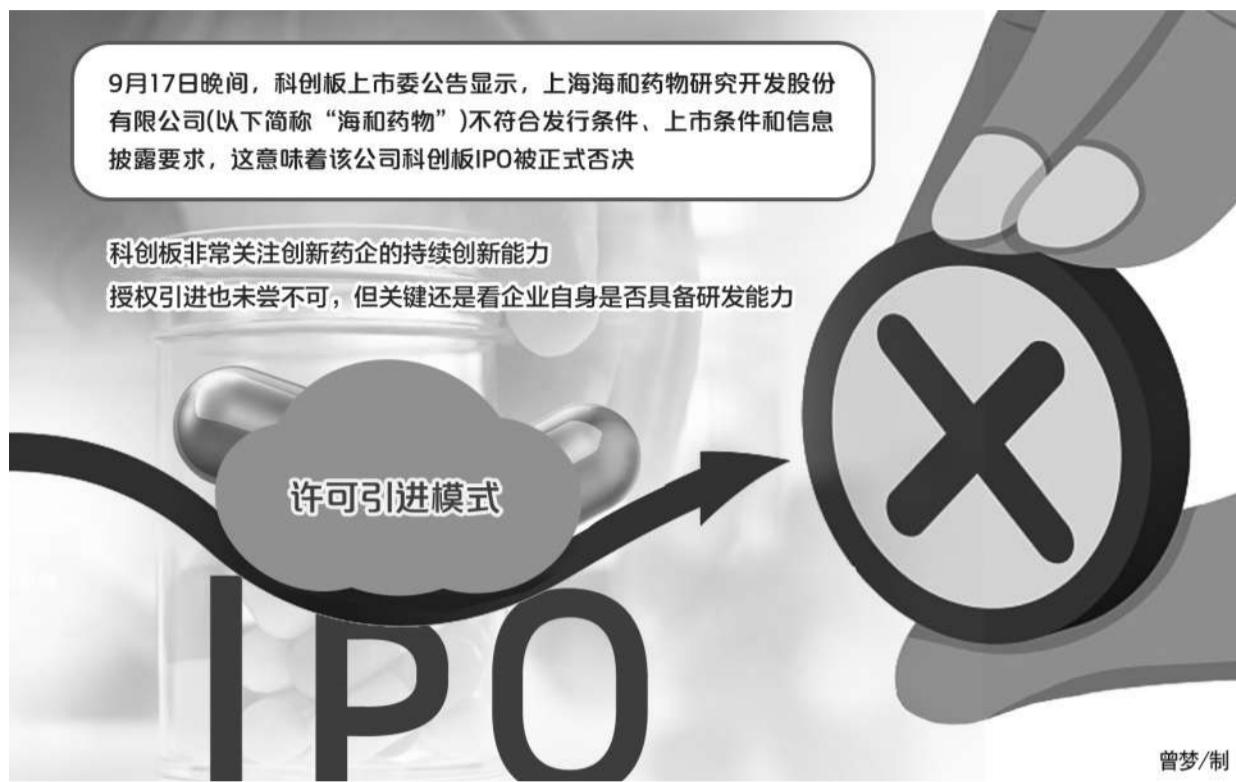 9月17日晚间，科创板上市委公告显示，上海海和药物研究开发股份
有限公司(以下简称“海和药物”)不符合发行条件、上市条件和信息
披露要求，这意味着该公司科创板IPO被正式否决
科创板非常关注创新药企的持续创新能力
授权引进也未尝不可，但关键还是看企业自身是否具备研发能力
许可引进模式
IPO
曾梦/制